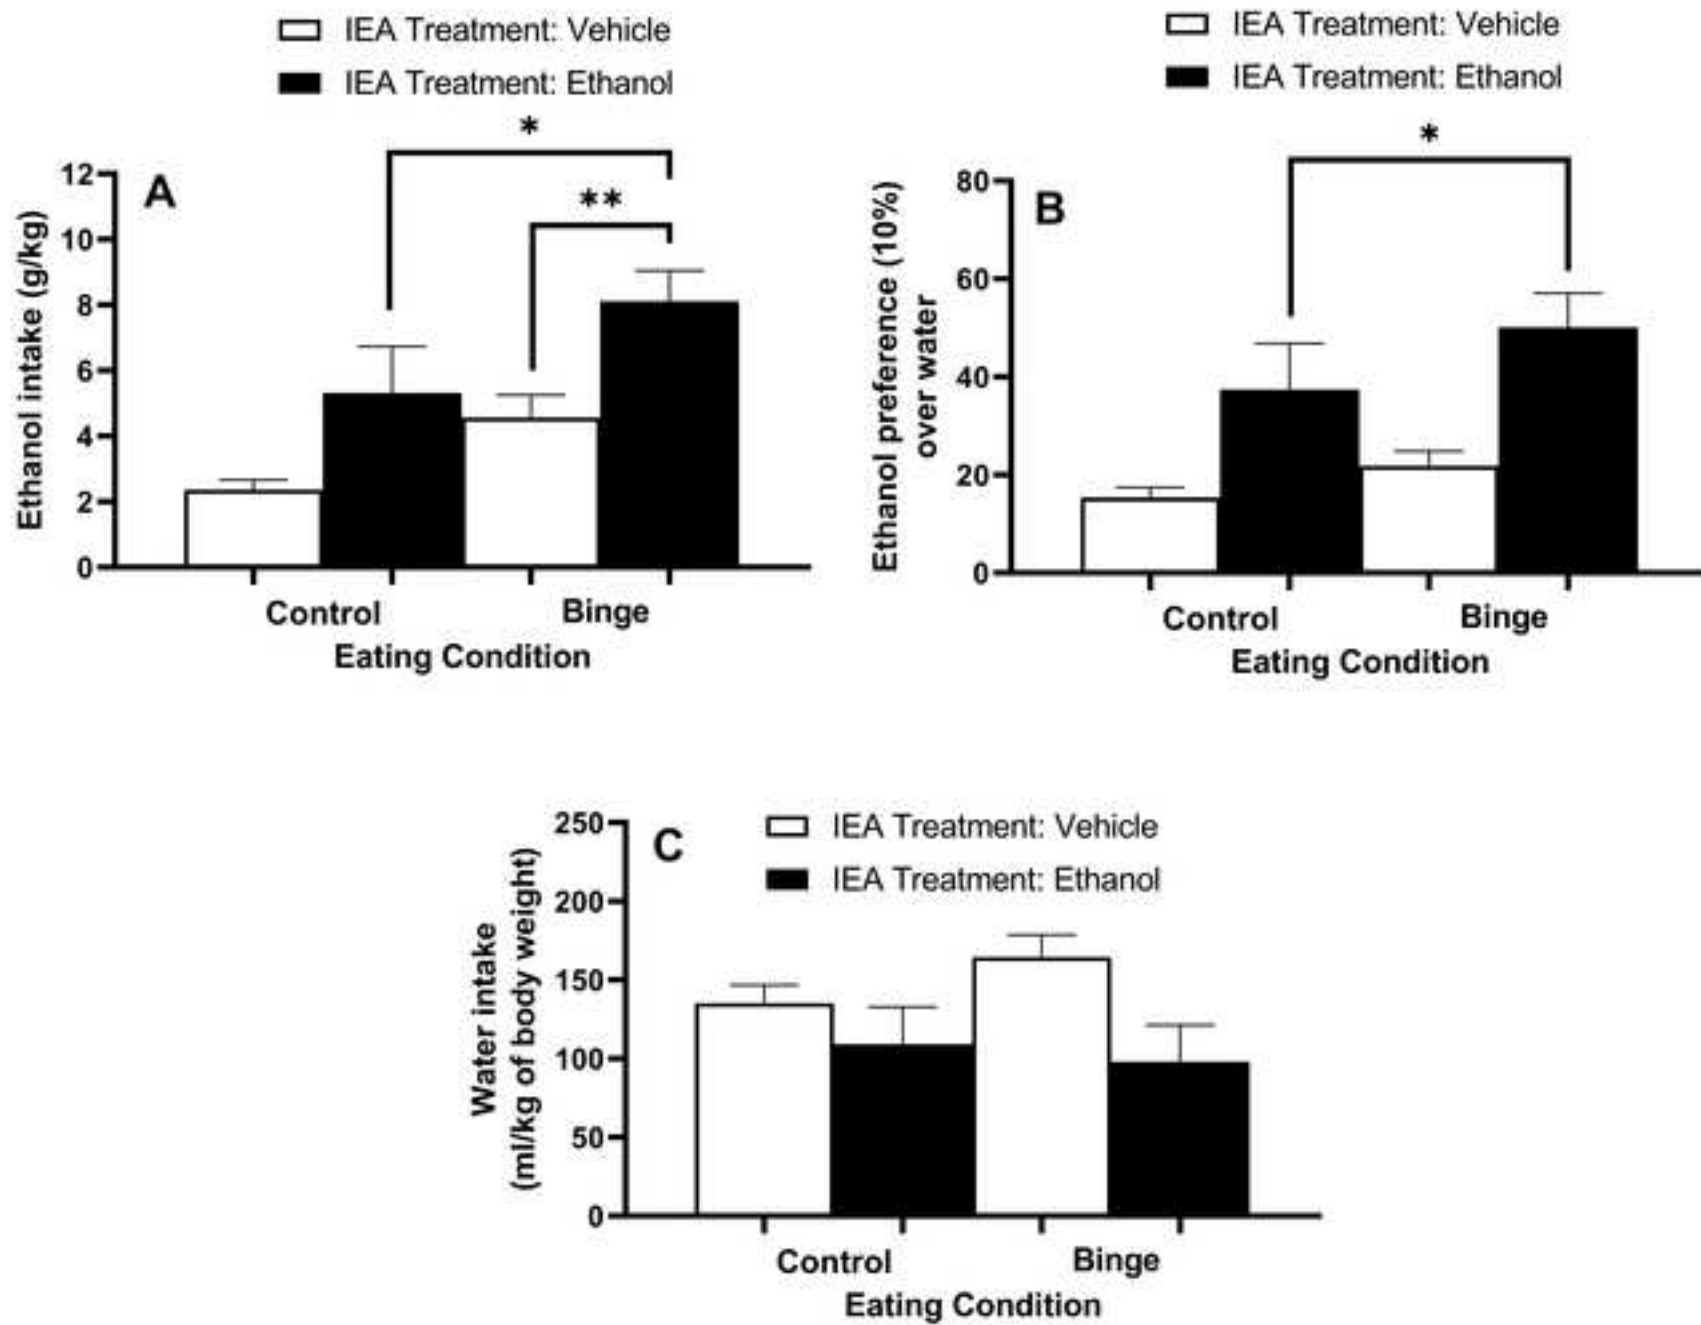 IEA Treatment: Vehicle
IEA Treatment: Ethanol
*
**
A
12
10
8
6
4
2
0
Ethanol intake (g/kg)
Control
Binge
Eating Condition
IEA Treatment: Vehicle
IEA Treatment: Ethanol
*
B
80
60
40
20
0
Ethanol preference (10%)
over water
Control
Binge
Eating Condition
C
IEA Treatment: Vehicle
IEA Treatment: Ethanol
250
200
150
100
50
0
Water intake
(ml/kg of body weight)
Control
Binge
Eating Condition